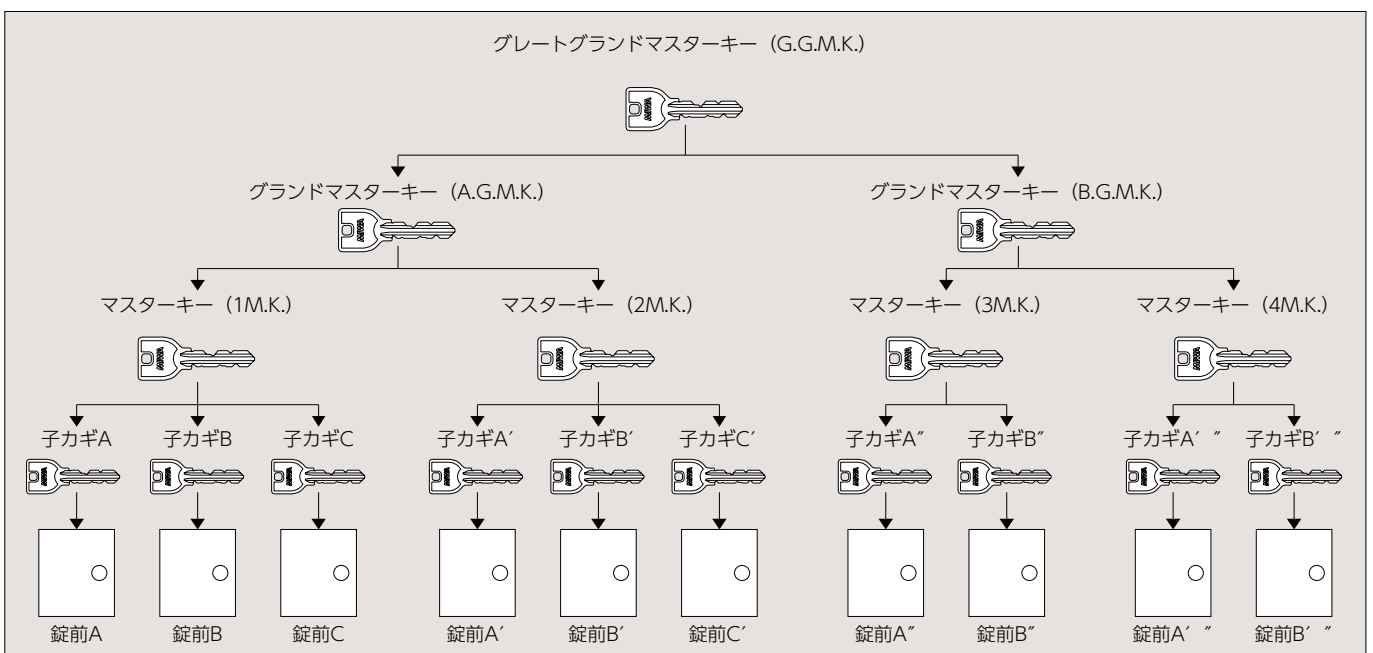 グレートグランドマスターキー（G.G.M.K.）
グランドマスターキー（A.G.M.K.） グランドマスターキー（B.G.M.K.）
マスターキー（1M.K.） マスターキー（2M.K.） マスターキー（3M.K.） マスターキー（4M.K.）
子カギA 子カギB 子カギC 子カギA′ 子カギB′ 子カギC′ 子カギA″ 子カギB″ 子カギA′″ 子カギB′″
錠前A 錠前B 錠前C 錠前A′ 錠前B′ 錠前C′ 錠前A″ 錠前B″ 錠前A′″ 錠前B′″